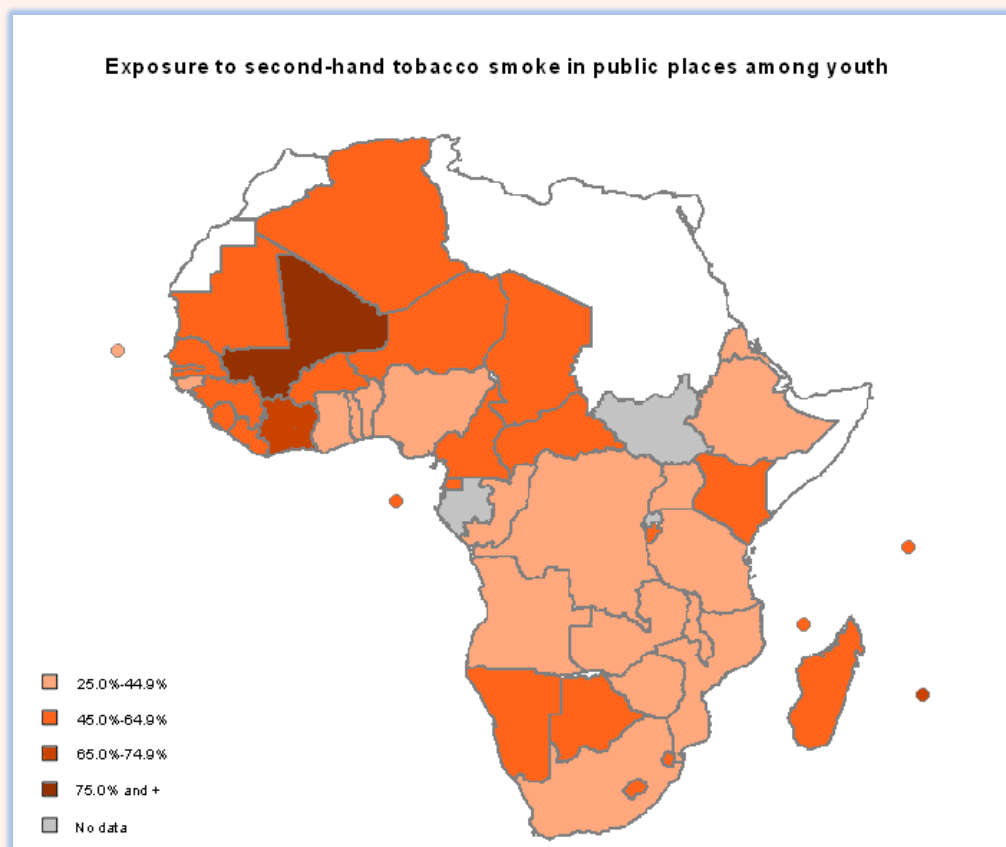 Exposure to second-hand tobacco smoke in public places among youth
25.0%-44.9%
45.0%-64.9%
65.0%-74.9%
75.0% and +
No data